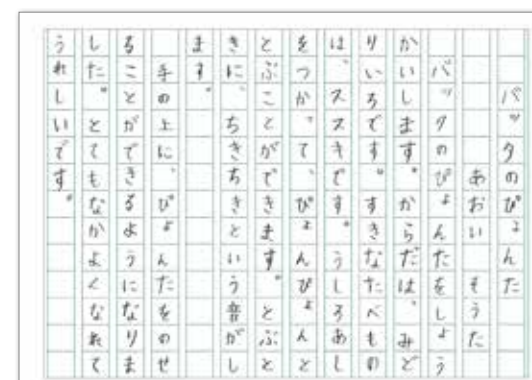 バッタのぴょんた
あおい そうた
バッタのぴょんたをしょう
かいします。からだは、みど
りいろです。すきなたべもの
は、ススキです。うしろあし
をつかって、ぴょんぴょんと
とぶことができます。とぶと
きに、ちきちきという音がし
ます。
手の上に、ぴょんたをのせ
ることができるようになりま
した。とてもなかよくなれて
うれしいです。